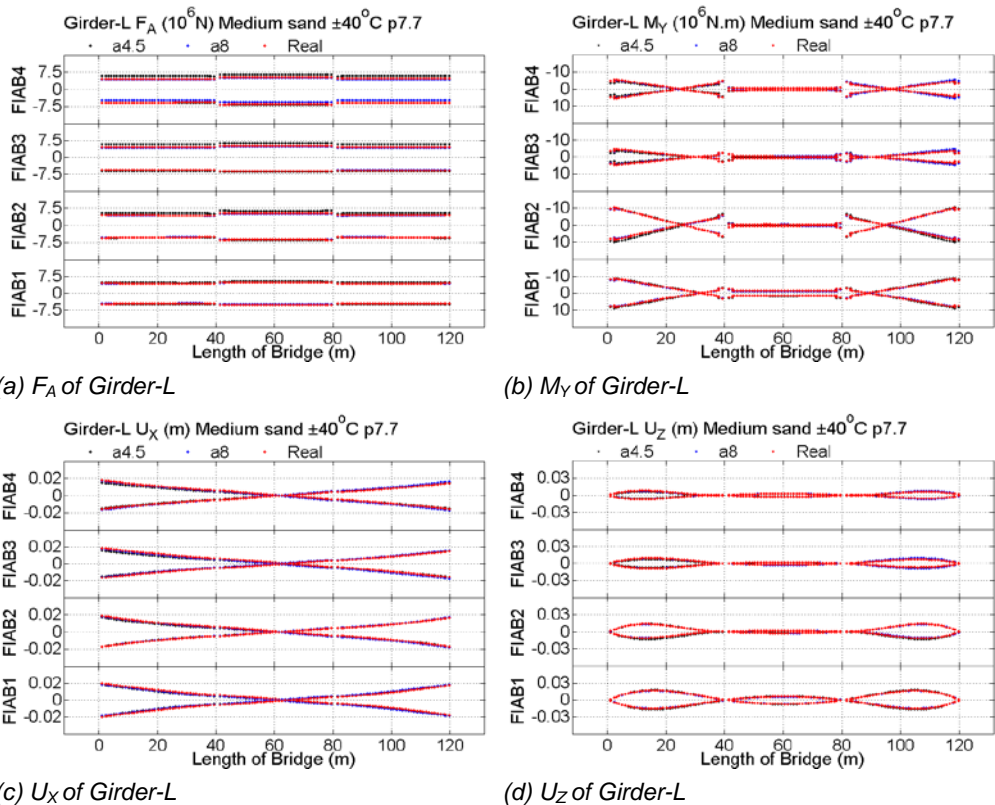 Girder-L F_A (10^6N) Medium sand ±40°C p7.7
a4.5 a8 Real
FIAB4
7.5
0
-7.5
FIAB3
7.5
0
-7.5
FIAB2
7.5
0
-7.5
FIAB1
7.5
0
-7.5
0 20 40 60 80 100 120
Length of Bridge (m)
(a) F_A of Girder-L
Girder-L M_Y (10^6N.m) Medium sand ±40°C p7.7
a4.5 a8 Real
FIAB4
-10
0
10
FIAB3
-10
0
10
FIAB2
-10
0
10
FIAB1
-10
0
10
0 20 40 60 80 100 120
Length of Bridge (m)
(b) M_Y of Girder-L
Girder-L U_X (m) Medium sand ±40°C p7.7
a4.5 a8 Real
FIAB4
0.02
0
-0.02
FIAB3
0.02
0
-0.02
FIAB2
0.02
0
-0.02
FIAB1
0.02
0
-0.02
0 20 40 60 80 100 120
Length of Bridge (m)
(c) U_X of Girder-L
Girder-L U_Z (m) Medium sand ±40°C p7.7
a4.5 a8 Real
FIAB4
0.03
0
-0.03
FIAB3
0.03
0
-0.03
FIAB2
0.03
0
-0.03
FIAB1
0.03
0
-0.03
0 20 40 60 80 100 120
Length of Bridge (m)
(d) U_Z of Girder-L